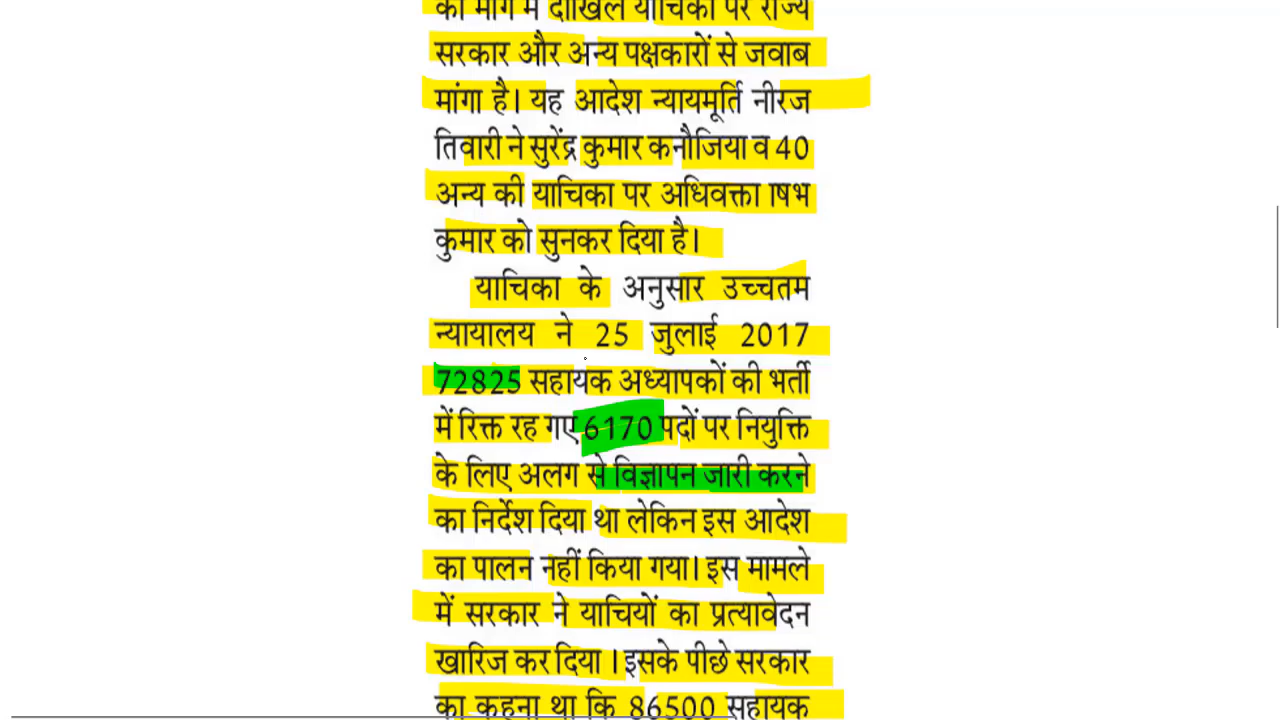 की मांग में दाखिल याचिका पर राज्य
सरकार और अन्य पक्षकारों से जवाब
मांगा है। यह आदेश न्यायमूर्ति नीरज
तिवारी ने सुरेंद्र कुमार कनौजिया व 40
अन्य की याचिका पर अधिवक्ता ाषभ
कुमार को सुनकर दिया है।
याचिका के अनुसार उच्चतम
न्यायालय ने 25 जुलाई 2017
72825 सहायक अध्यापकों की भर्ती
में रिक्त रह गए 6170 पदों पर नियुक्ति
के लिए अलग से विज्ञापन जारी करने
का निर्देश दिया था लेकिन इस आदेश
का पालन नहीं किया गया। इस मामले
में सरकार ने याचियों का प्रत्यावेदन
खारिज कर दिया । इसके पीछे सरकार
का कहना था कि 86500 सहायक